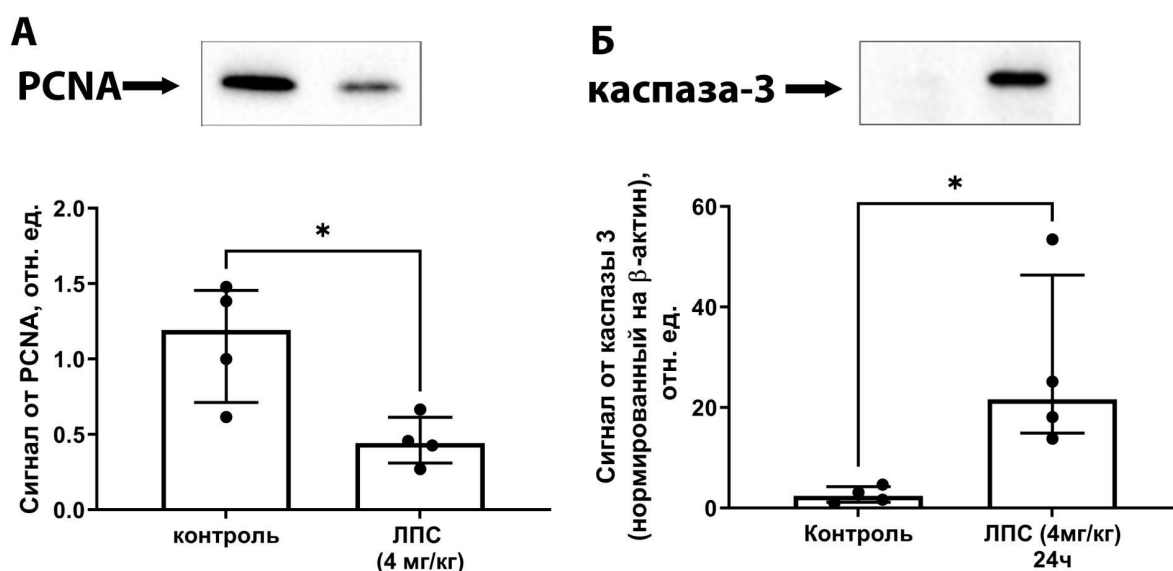 А
PCNA
Сигнал от PCNA, отн. ед.
2.0
1.5
1.0
0.5
0.0
*
контроль
ЛПС
(4 мг/кг)
Б
каспаза-3
Сигнал от каспазы 3
(нормированный на β-актин),
отн. ед.
60
40
20
0
*
Контроль
ЛПС (4мг/кг)
24ч